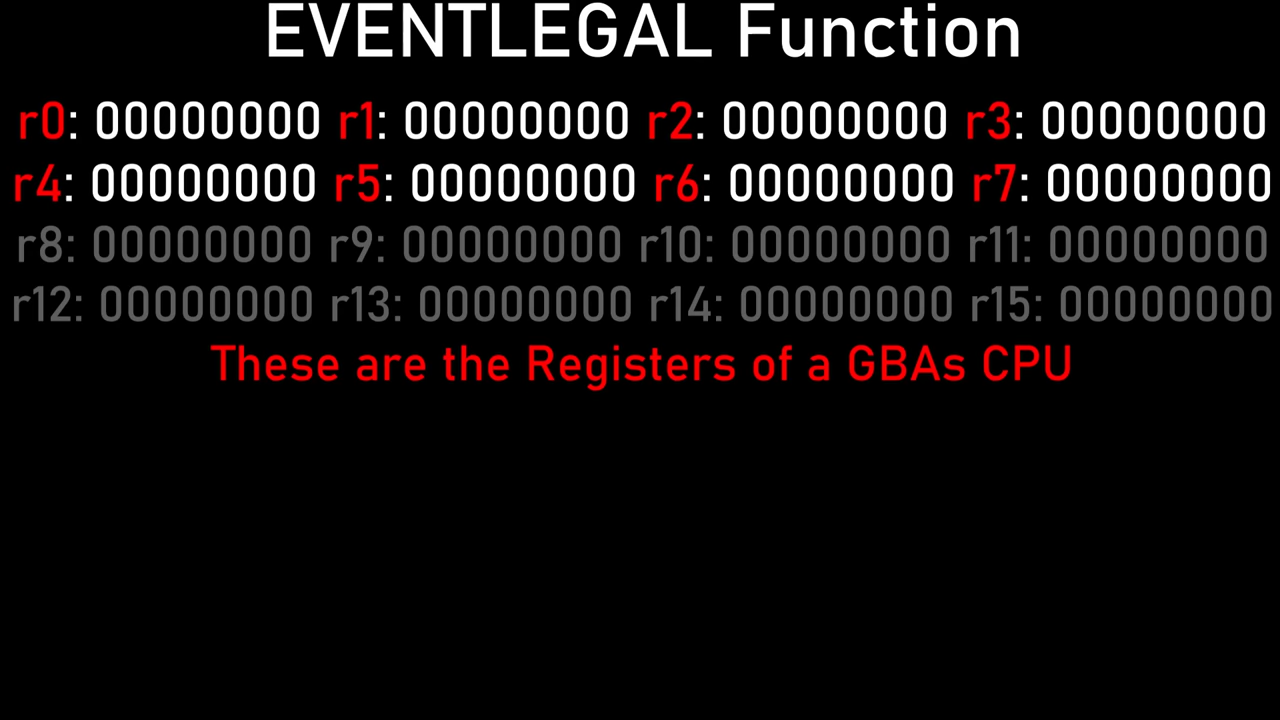 EVENTLEGAL Function
r0: 00000000 r1: 00000000 r2: 00000000 r3: 00000000
r4: 00000000 r5: 00000000 r6: 00000000 r7: 00000000
r8: 00000000 r9: 00000000 r10: 00000000 r11: 00000000
r12: 00000000 r13: 00000000 r14: 00000000 r15: 00000000
These are the Registers of a GBAs CPU